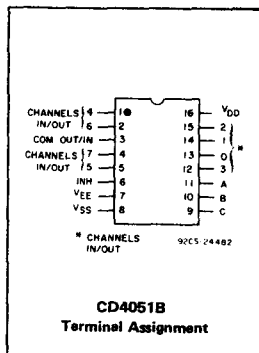 CHANNELS 4 1 16 VDD
IN/OUT 6 2 15 2
COM OUT/IN 3 14 1 *
CHANNELS 7 4 13 0
IN/OUT 5 5 12 3
INH 6 11 A
VEE 7 10 B
VSS 8 9 C
* CHANNELS
IN/OUT
92CS-24482
CD4051B
Terminal Assignment